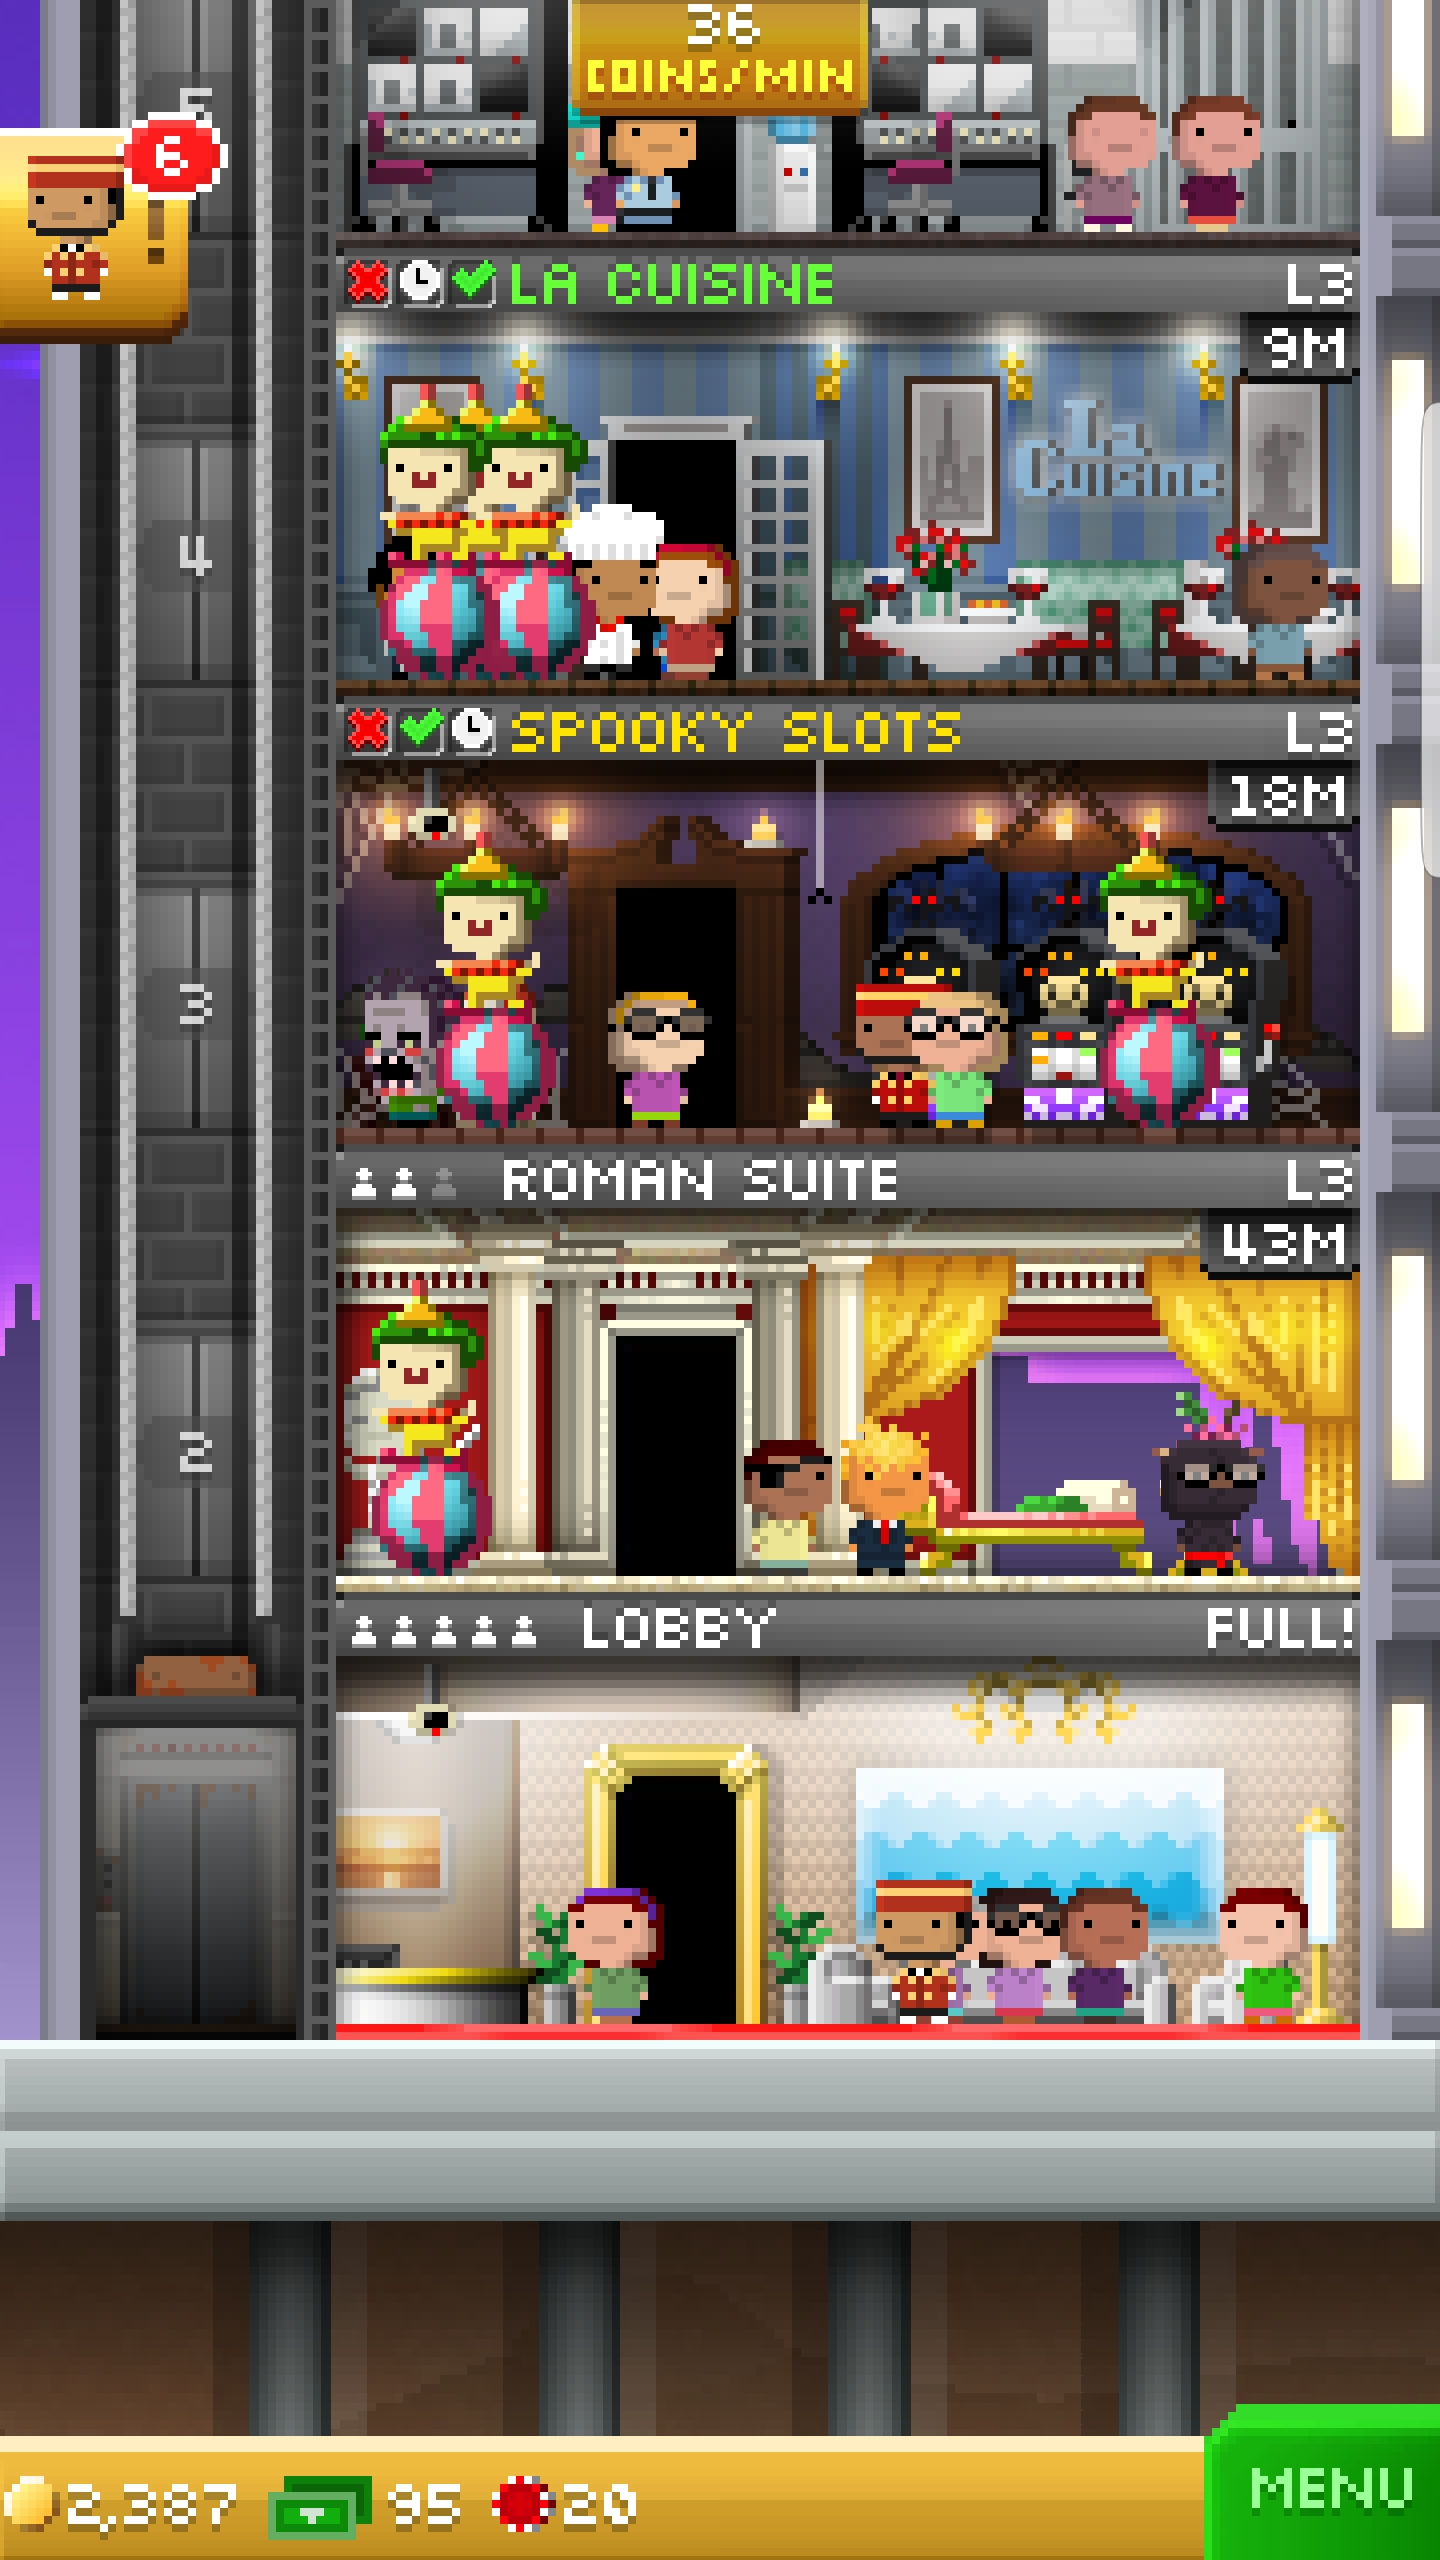 36
COINS/MIN
5
6
LA CUISINE L3
9M
La
Cuisine
4
SPOOKY SLOTS L3
18M
3
ROMAN SUITE L3
43M
2
LOBBY FULL!
2,387 95 20
MENU